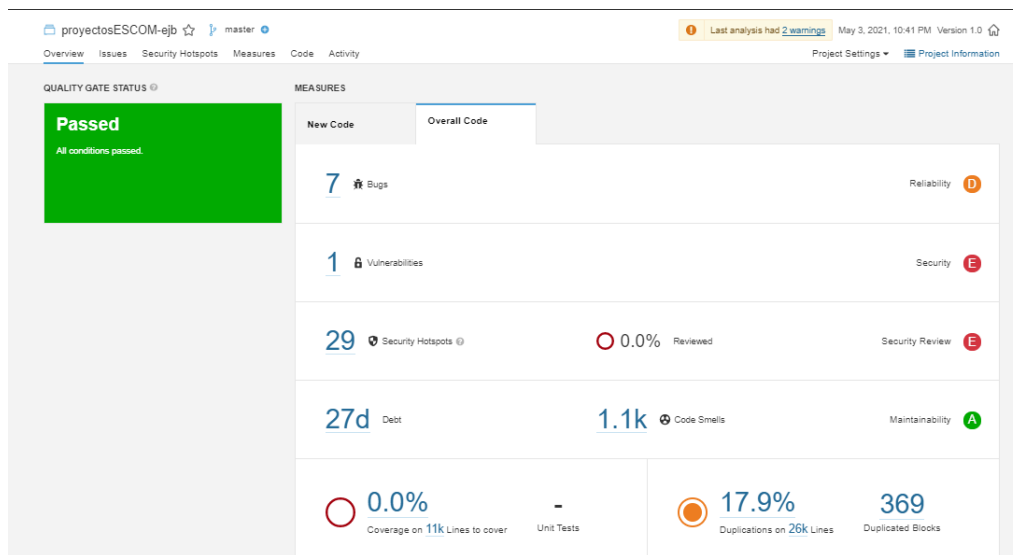 proyectosESCOM-ejb master
Last analysis had 2 warnings May 3, 2021, 10:41 PM Version 1.0
Overview Issues Security Hotspots Measures Code Activity
Project Settings Project Information
QUALITY GATE STATUS
MEASURES
Passed
All conditions passed.
New Code
Overall Code
7 Bugs
Reliability D
1 Vulnerabilities
Security E
29 Security Hotspots
0.0% Reviewed
Security Review E
27d Debt
1.1k Code Smells
Maintainability A
0.0%
Coverage on 11k Lines to cover
-
Unit Tests
17.9%
Duplications on 26k Lines
369
Duplicated Blocks